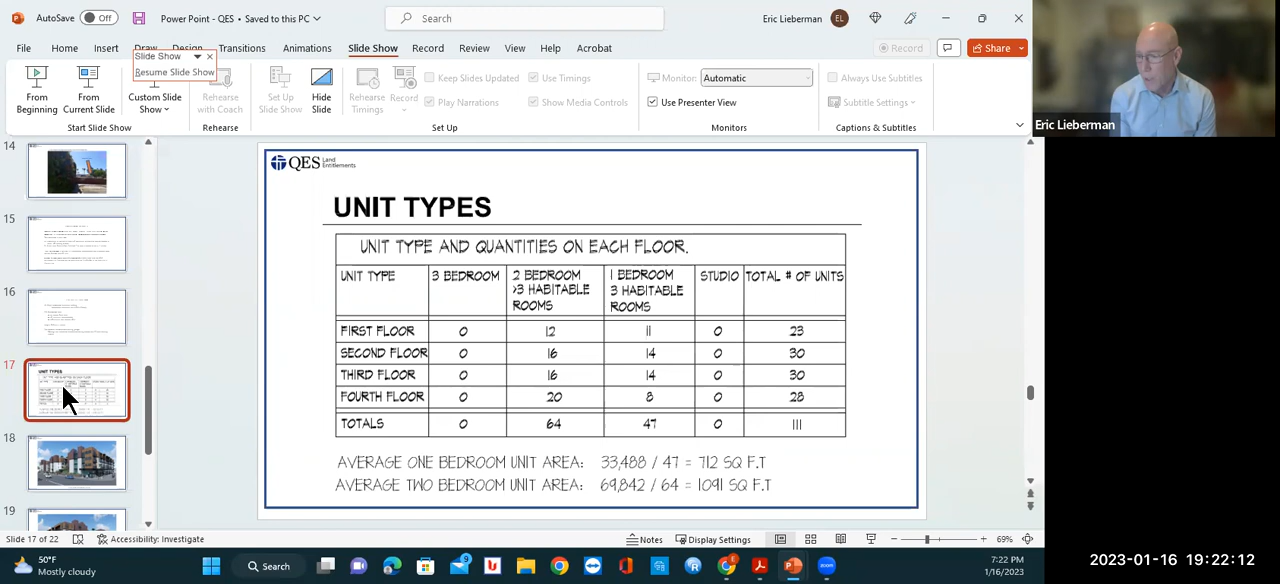 AutoSave Off Power Point - QES • Saved to this PC Search Eric Lieberman EL
File Home Insert Draw Design Transitions Animations Slide Show Record Review View Help Acrobat Record Share
Slide Show
Resume Slide Show
From Beginning
From Current Slide
Custom Slide Show
Rehearse with Coach
Set Up Slide Show
Hide Slide
Rehearse Timings
Record
Keep Slides Updated
Play Narrations
Use Timings
Show Media Controls
Monitor: Automatic
Use Presenter View
Always Use Subtitles
Subtitle Settings
Start Slide Show Rehearse Set Up Monitors Captions & Subtitles
Eric Lieberman
14
15
16
17
18
19
QES Land Entitlements
UNIT TYPES
UNIT TYPE AND QUANTITIES ON EACH FLOOR.
UNIT TYPE 3 BEDROOM 2 BEDROOM >3 HABITABLE ROOMS 1 BEDROOM 3 HABITABLE ROOMS STUDIO TOTAL # OF UNITS
FIRST FLOOR 0 12 11 0 23
SECOND FLOOR 0 16 14 0 30
THIRD FLOOR 0 16 14 0 30
FOURTH FLOOR 0 20 8 0 28
TOTALS 0 64 47 0 111
AVERAGE ONE BEDROOM UNIT AREA: 33,488 / 47 = 712 SQ F.T
AVERAGE TWO BEDROOM UNIT AREA: 69,842 / 64 = 1091 SQ F.T
Slide 17 of 22 Accessibility: Investigate Notes Display Settings 69%
50°F
Mostly cloudy
Search
7:22 PM
1/16/2023
2023-01-16 19:22:12